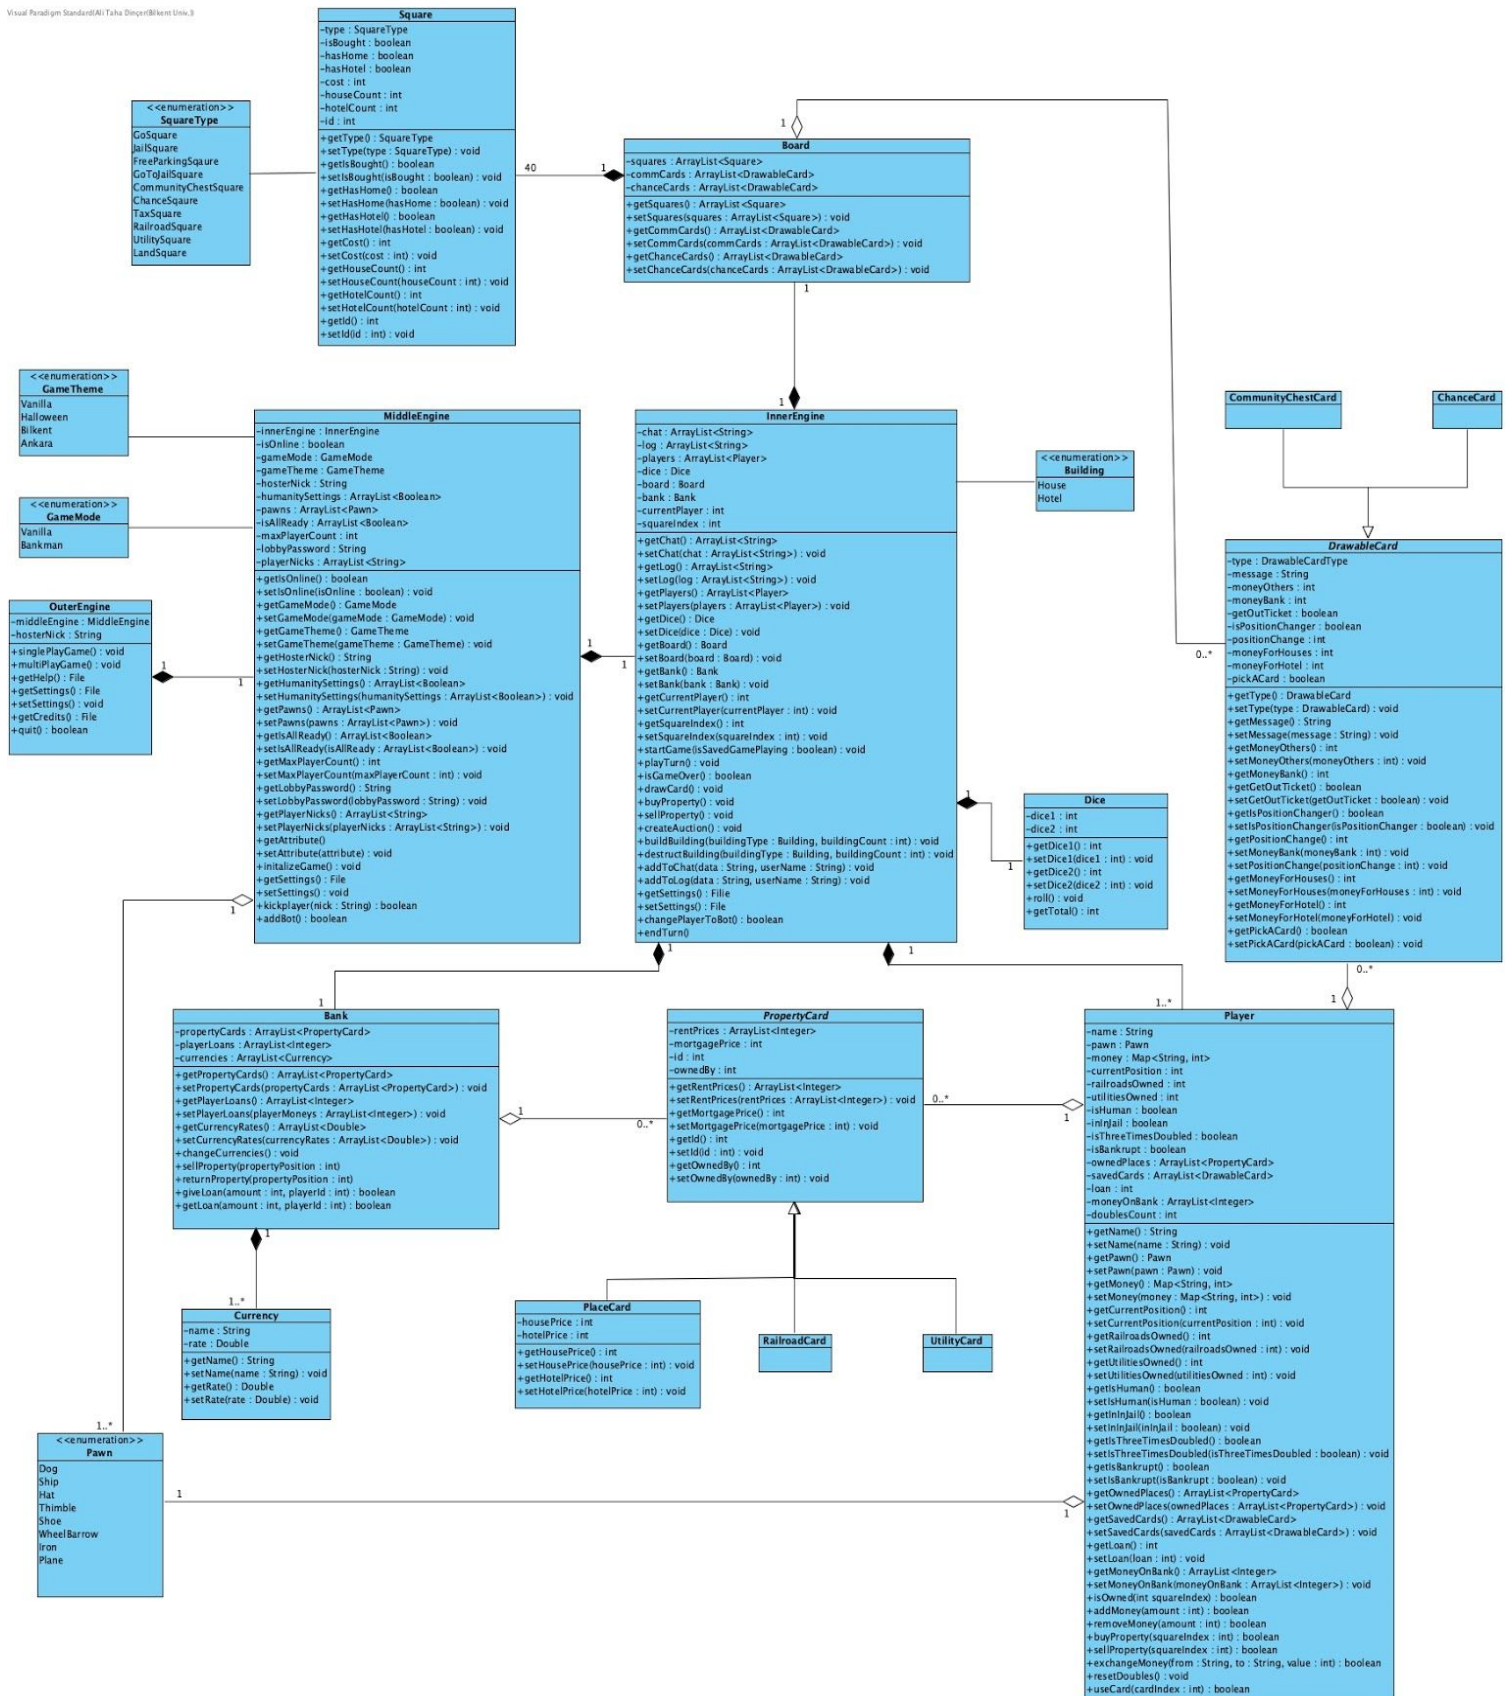 Visual Paradigm Standard(Ali Taha Dinçer(Bilkent Univ.))
Square
-type : SquareType
-isBought : boolean
-hasHome : boolean
-hasHotel : boolean
-cost : int
-houseCount : int
-hotelCount : int
-id : int
+getType() : SquareType
+setType(type : SquareType) : void
+getIsBought() : boolean
+setIsBought(isBought : boolean) : void
+getHasHome() : boolean
+setHasHome(hasHome : boolean) : void
+getHasHotel() : boolean
+setHasHotel(hasHotel : boolean) : void
+getCost() : int
+setCost(cost : int) : void
+getHouseCount() : int
+setHouseCount(houseCount : int) : void
+getHotelCount() : int
+setHotelCount(hotelCount : int) : void
+getId() : int
+setId(id : int) : void
<<enumeration>>
SquareType
GoSquare
JailSquare
FreeParkingSqaure
GoToJailSquare
CommunityChestSquare
ChanceSqaure
TaxSquare
RailroadSquare
UtilitySquare
LandSquare
40
1
1
Board
-squares : ArrayList<Square>
-commCards : ArrayList<DrawableCard>
-chanceCards : ArrayList<DrawableCard>
+getSquares() : ArrayList<Square>
+setSquares(squares : ArrayList<Square>) : void
+getCommCards() : ArrayList<DrawableCard>
+setCommCards(commCards : ArrayList<DrawableCard>) : void
+getChanceCards() : ArrayList<DrawableCard>
+setChanceCards(chanceCards : ArrayList<DrawableCard>) : void
1
1
<<enumeration>>
GameTheme
Vanilla
Halloween
Bilkent
Ankara
<<enumeration>>
GameMode
Vanilla
Bankman
OuterEngine
-middleEngine : MiddleEngine
-hosterNick : String
+singlePlayGame() : void
+multiPlayGame() : void
+getHelp() : File
+getSettings() : File
+setSettings() : void
+getCredits() : File
+quit() : boolean
1
1
MiddleEngine
-innerEngine : InnerEngine
-isOnline : boolean
-gameMode : GameMode
-gameTheme : GameTheme
-hosterNick : String
-humanitySettings : ArrayList<Boolean>
-pawns : ArrayList<Pawn>
-isAllReady : ArrayList<Boolean>
-maxPlayerCount : int
-lobbyPassword : String
-playerNicks : ArrayList<String>
+getIsOnline() : boolean
+setIsOnline(isOnline : boolean) : void
+getGameMode() : GameMode
+setGameMode(gameMode : GameMode) : void
+getGameTheme() : GameTheme
+setGameTheme(gameTheme : GameTheme) : void
+getHosterNick() : String
+setHosterNick(hosterNick : String) : void
+getHumanitySettings() : ArrayList<Boolean>
+setHumanitySettings(humanitySettings : ArrayList<Boolean>) : void
+getPawns() : ArrayList<Pawn>
+setPawns(pawns : ArrayList<Pawn>) : void
+getIsAllReady() : ArrayList<Boolean>
+setIsAllReady(isAllReady : ArrayList<Boolean>) : void
+getMaxPlayerCount() : int
+setMaxPlayerCount(maxPlayerCount : int) : void
+getLobbyPassword() : String
+setLobbyPassword(lobbyPassword : String) : void
+getPlayerNicks() : ArrayList<String>
+setPlayerNicks(playerNicks : ArrayList<String>) : void
+getAttribute()
+setAttribute(attribute) : void
+initalizeGame() : void
+getSettings() : File
+setSettings() : void
+kickplayer(nick : String) : boolean
+addBot() : boolean
1
1
1
InnerEngine
-chat : ArrayList<String>
-log : ArrayList<String>
-players : ArrayList<Player>
-dice : Dice
-board : Board
-bank : Bank
-currentPlayer : int
-squareIndex : int
+getChat() : ArrayList<String>
+setChat(chat : ArrayList<String>) : void
+getLog() : ArrayList<String>
+setLog(log : ArrayList<String>) : void
+getPlayers() : ArrayList<Player>
+setPlayers(players : ArrayList<Player>) : void
+getDice() : Dice
+setDice(dice : Dice) : void
+getBoard() : Board
+setBoard(board : Board) : void
+getBank() : Bank
+setBank(bank : Bank) : void
+getCurrentPlayer() : int
+setCurrentPlayer(currentPlayer : int) : void
+getSquareIndex() : int
+setSquareIndex(squareIndex : int) : void
+startGame(isSavedGamePlaying : boolean) : void
+playTurn() : void
+isGameOver() : boolean
+drawCard() : void
+buyProperty() : void
+sellProperty() : void
+createAuction() : void
+buildBuilding(buildingType : Building, buildingCount : int) : void
+destructBuilding(buildingType : Building, buildingCount : int) : void
+addToChat(data : String, userName : String) : void
+addToLog(data : String, userName : String) : void
+getSettings() : Filie
+setSettings() : File
+changePlayerToBot() : boolean
+endTurn()
<<enumeration>>
Building
House
Hotel
1
1
Dice
-dice1 : int
-dice2 : int
+getDice1() : int
+setDice1(dice1 : int) : void
+getDice2() : int
+setDice2(dice2 : int) : void
+roll() : void
+getTotal() : int
CommunityChestCard
ChanceCard
0..*
DrawableCard
-type : DrawableCardType
-message : String
-moneyOthers : int
-moneyBank : int
-getOutTicket : boolean
-isPositionChanger : boolean
-positionChange : int
-moneyForHouses : int
-moneyForHotel : int
-pickACard : boolean
+getType() : DrawableCard
+setType(type : DrawableCard) : void
+getMessage() : String
+setMessage(message : String) : void
+getMoneyOthers() : int
+setMoneyOthers(moneyOthers : int) : void
+getMoneyBank() : int
+getGetOutTicket() : boolean
+setGetOutTicket(getOutTicket : boolean) : void
+getIsPositionChanger() : boolean
+setIsPositionChanger(isPositionChanger : boolean) : void
+getPositionChange() : int
+setMoneyBank(moneyBank : int) : void
+setPositionChange(positionChange : int) : void
+getMoneyForHouses() : int
+setMoneyForHouses(moneyForHouses : int) : void
+getMoneyForHotel() : int
+setMoneyForHotel(moneyForHotel) : void
+getPickACard() : boolean
+setPickACard(pickACard : boolean) : void
0..*
1
1
1
1
1..*
Bank
-propertyCards : ArrayList<PropertyCard>
-playerLoans : ArrayList<Integer>
-currencies : ArrayList<Currency>
+getPropertyCards() : ArrayList<PropertyCard>
+setPropertyCards(propertyCards : ArrayList<PropertyCard>) : void
+getPlayerLoans() : ArrayList<Integer>
+setPlayerLoans(playerMoneys : ArrayList<Integer>) : void
+getCurrencyRates() : ArrayList<Double>
+setCurrencyRates(currencyRates : ArrayList<Double>) : void
+changeCurrencies() : void
+sellProperty(propertyPosition : int)
+returnProperty(propertyPosition : int)
+giveLoan(amount : int, playerId : int) : boolean
+getLoan(amount : int, playerId : int) : boolean
1
0..*
1
1..*
Currency
-name : String
-rate : Double
+getName() : String
+setName(name : String) : void
+getRate() : Double
+setRate(rate : Double) : void
PropertyCard
-rentPrices : ArrayList<Integer>
-mortgagePrice : int
-id : int
-ownedBy : int
+getRentPrices() : ArrayList<Integer>
+setRentPrices(rentPrices : ArrayList<Integer>) : void
+getMortgagePrice() : int
+setMortgagePrice(mortgagePrice : int) : void
+getId() : int
+setId(id : int) : void
+getOwnedBy() : int
+setOwnedBy(ownedBy : int) : void
0..*
1
PlaceCard
-housePrice : int
-hotelPrice : int
+getHousePrice() : int
+setHousePrice(housePrice : int) : void
+getHotelPrice() : int
+setHotelPrice(hotelPrice : int) : void
RailroadCard
UtilityCard
Player
-name : String
-pawn : Pawn
-money : Map<String, int>
-currentPosition : int
-railroadsOwned : int
-utilitiesOwned : int
-isHuman : boolean
-inInJail : boolean
-isThreeTimesDoubled : boolean
-isBankrupt : boolean
-ownedPlaces : ArrayList<PropertyCard>
-savedCards : ArrayList<DrawableCard>
-loan : int
-moneyOnBank : ArrayList<Integer>
-doublesCount : int
+getName() : String
+setName(name : String) : void
+getPawn() : Pawn
+setPawn(pawn : Pawn) : void
+getMoney() : Map<String, int>
+setMoney(money : Map<String, int>) : void
+getCurrentPosition() : int
+setCurrentPosition(currentPosition : int) : void
+getRailroadsOwned() : int
+setRailroadsOwned(railroadsOwned : int) : void
+getUtilitiesOwned() : int
+setUtilitiesOwned(utilitiesOwned : int) : void
+getIsHuman() : boolean
+setIsHuman(isHuman : boolean) : void
+getInInJail() : boolean
+setInInJail(inInJail : boolean) : void
+getIsThreeTimesDoubled() : boolean
+setIsThreeTimesDoubled(isThreeTimesDoubled : boolean) : void
+getIsBankrupt() : boolean
+setIsBankrupt(isBankrupt : boolean) : void
+getOwnedPlaces() : ArrayList<PropertyCard>
+setOwnedPlaces(ownedPlaces : ArrayList<PropertyCard>) : void
+getSavedCards() : ArrayList<DrawableCard>
+setSavedCards(savedCards : ArrayList<DrawableCard>) : void
+getLoan() : int
+setLoan(loan : int) : void
+getMoneyOnBank() : ArrayList<Integer>
+setMoneyOnBank(moneyOnBank : ArrayList<Integer>) : void
+isOwned(int squareIndex) : boolean
+addMoney(amount : int) : boolean
+removeMoney(amount : int) : boolean
+buyProperty(squareIndex : int) : boolean
+sellProperty(squareIndex : int) : boolean
+exchangeMoney(from : String, to : String, value : int) : boolean
+resetDoubles() : void
+useCard(cardIndex : int) : boolean
1..*
<<enumeration>>
Pawn
Dog
Ship
Hat
Thimble
Shoe
WheelBarrow
Iron
Plane
1
1